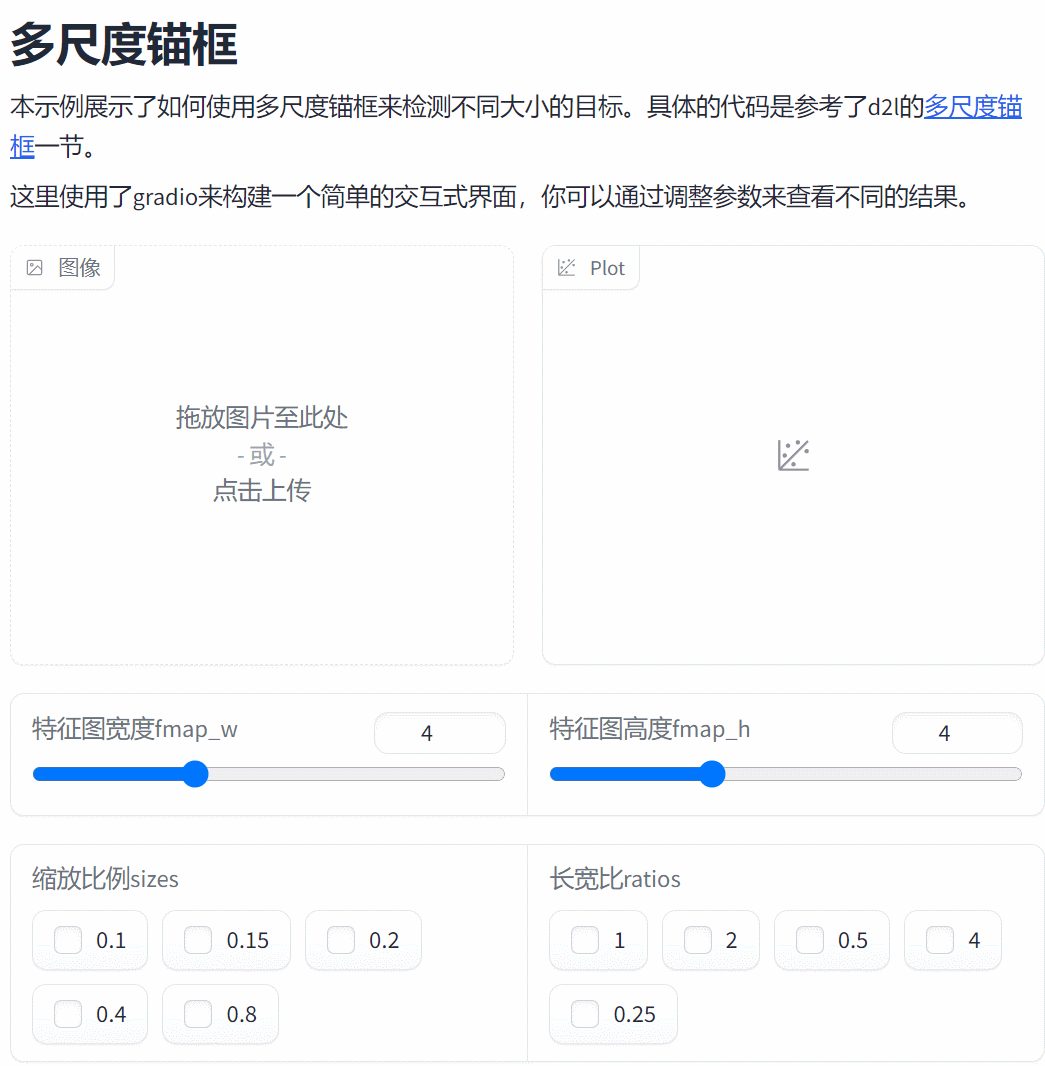 多尺度锚框
本示例展示了如何使用多尺度锚框来检测不同大小的目标。具体的代码是参考了d2l的多尺度锚
框一节。
这里使用了gradio来构建一个简单的交互式界面，你可以通过调整参数来查看不同的结果。
图像
Plot
拖放图片至此处
- 或 -
点击上传
特征图宽度fmap_w 4
特征图高度fmap_h 4
缩放比例sizes
0.1 0.15 0.2
0.4 0.8
长宽比ratios
1 2 0.5 4
0.25